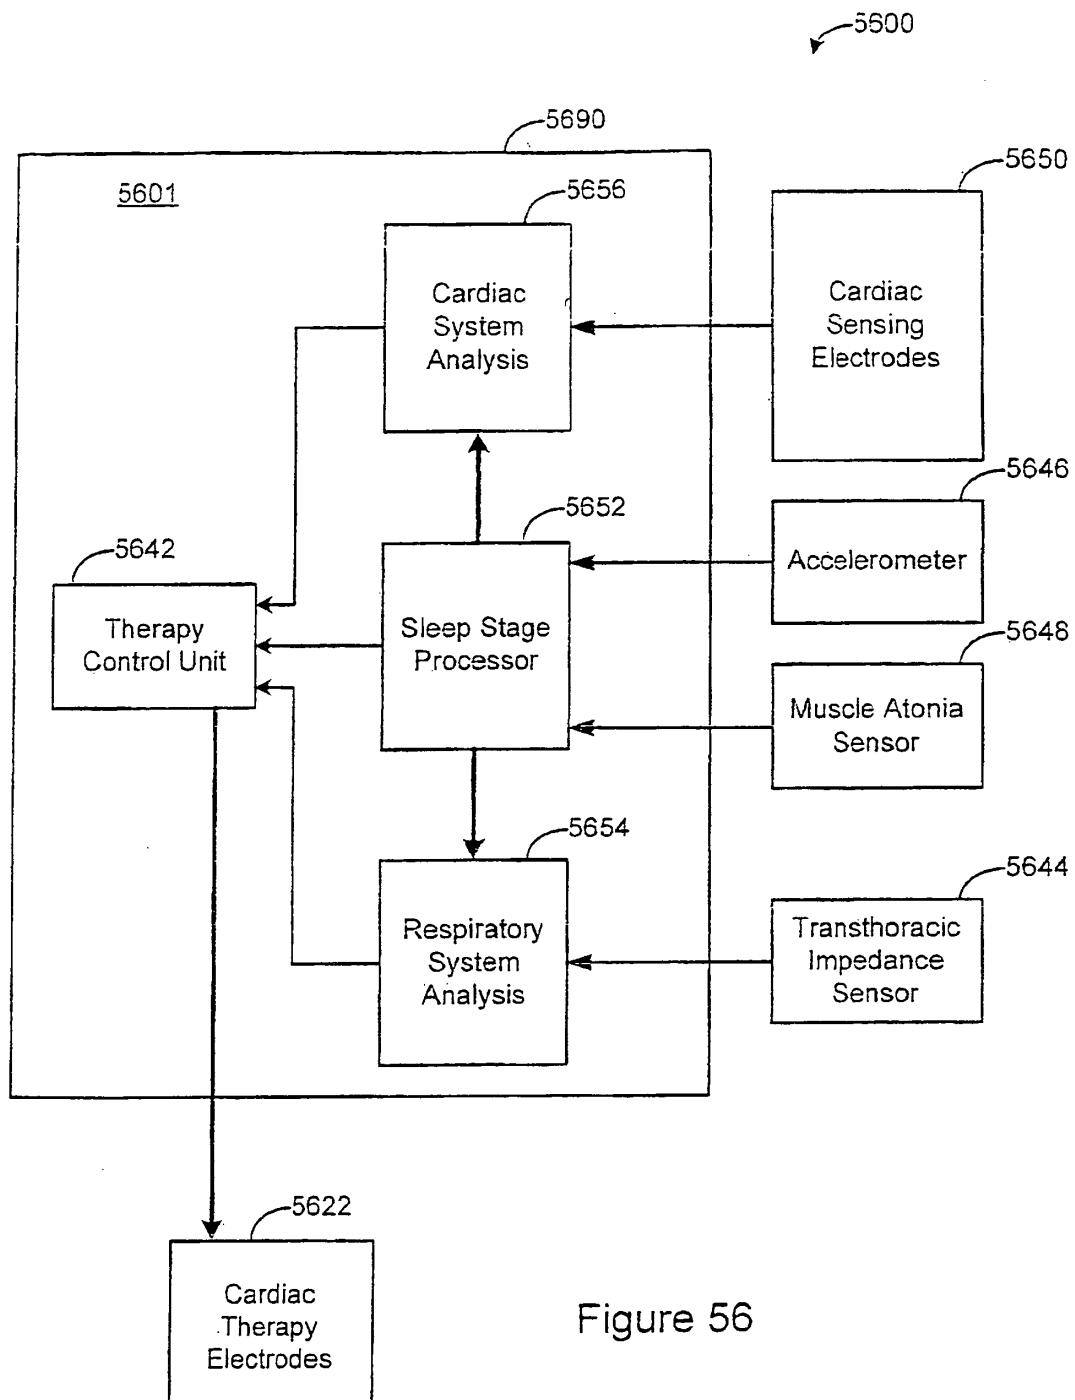 5600
5690
5601
5656
5650
Cardiac
System
Analysis
Cardiac
Sensing
Electrodes
5646
5652
Accelerometer
5642
Sleep Stage
Processor
Therapy
Control Unit
5648
Muscle Atonia
Sensor
5654
5644
Respiratory
System
Analysis
Transthoracic
Impedance
Sensor
5622
Cardiac
Therapy
Electrodes
Figure 56